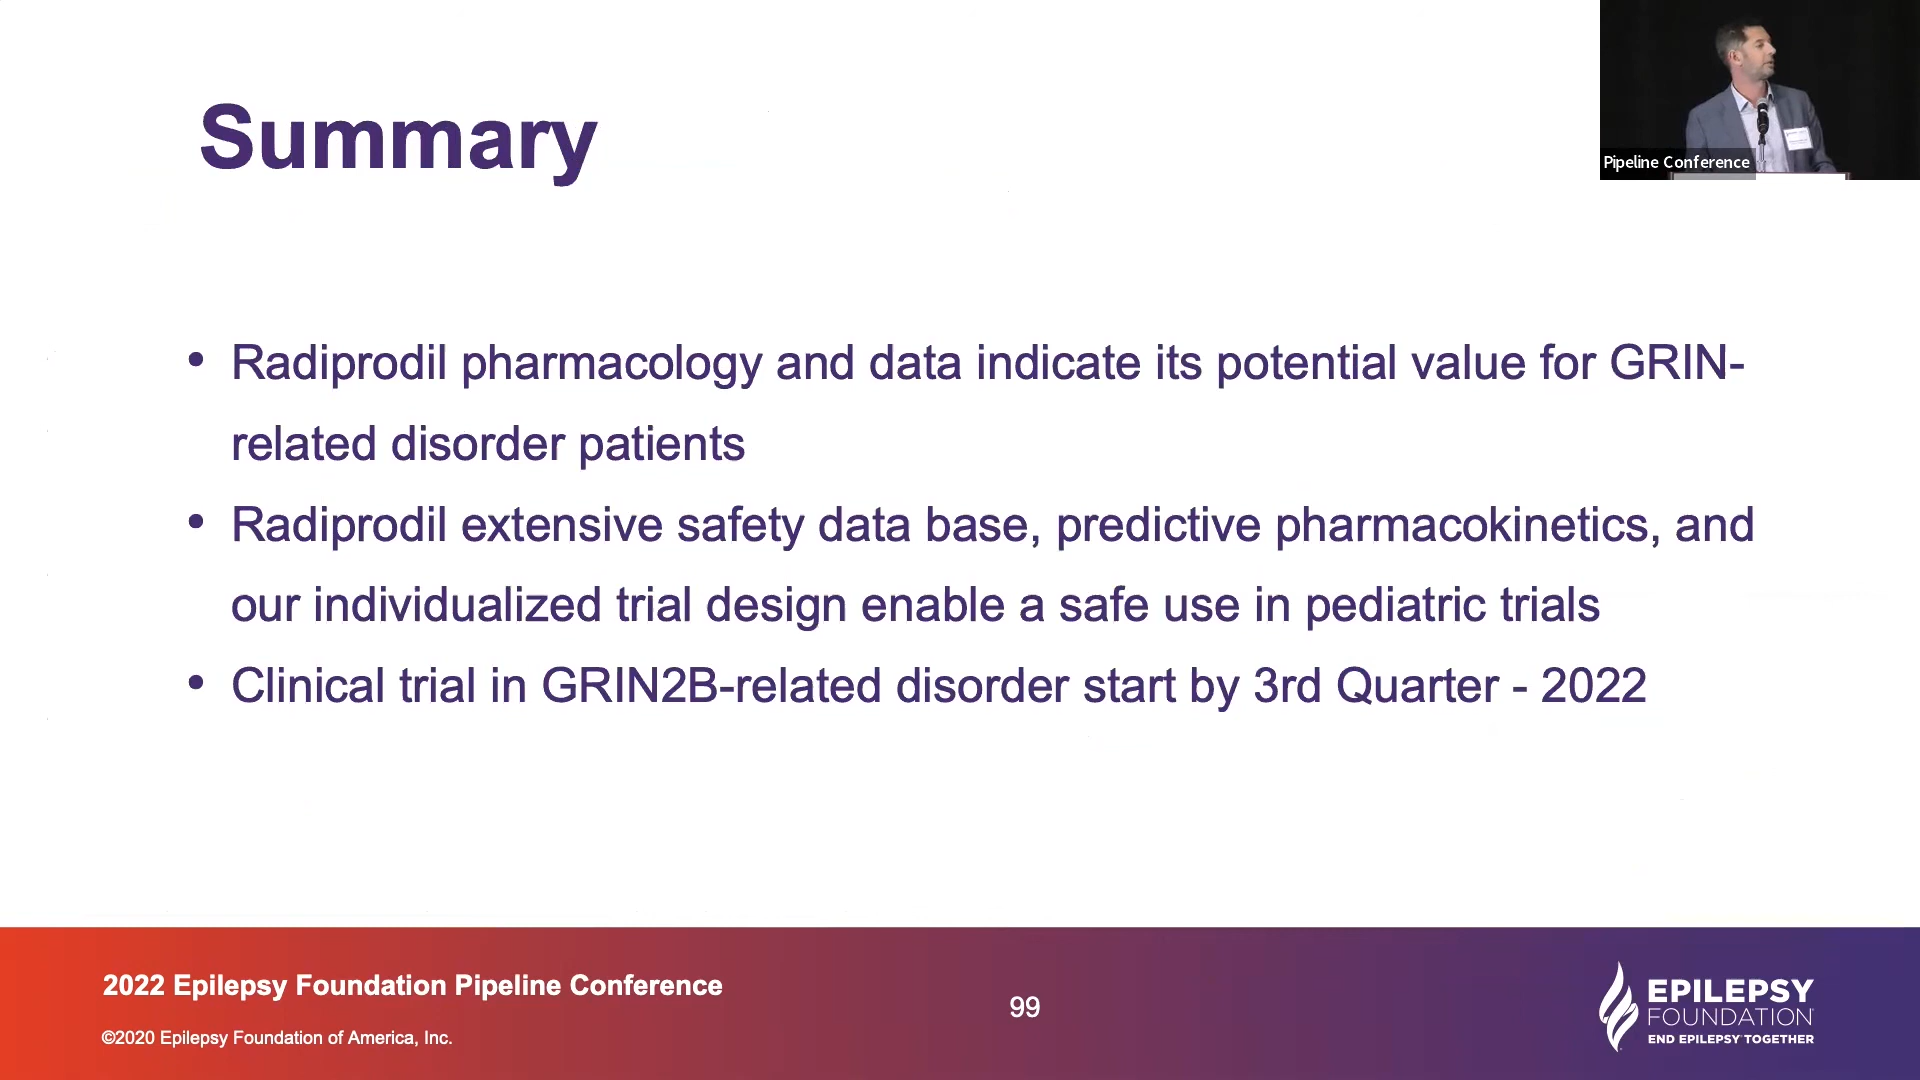 Summary
Pipeline Conference
• Radiprodil pharmacology and data indicate its potential value for GRIN-
related disorder patients
• Radiprodil extensive safety data base, predictive pharmacokinetics, and
our individualized trial design enable a safe use in pediatric trials
• Clinical trial in GRIN2B-related disorder start by 3rd Quarter - 2022
2022 Epilepsy Foundation Pipeline Conference
©2020 Epilepsy Foundation of America, Inc.
99
EPILEPSY
FOUNDATION
END EPILEPSY TOGETHER